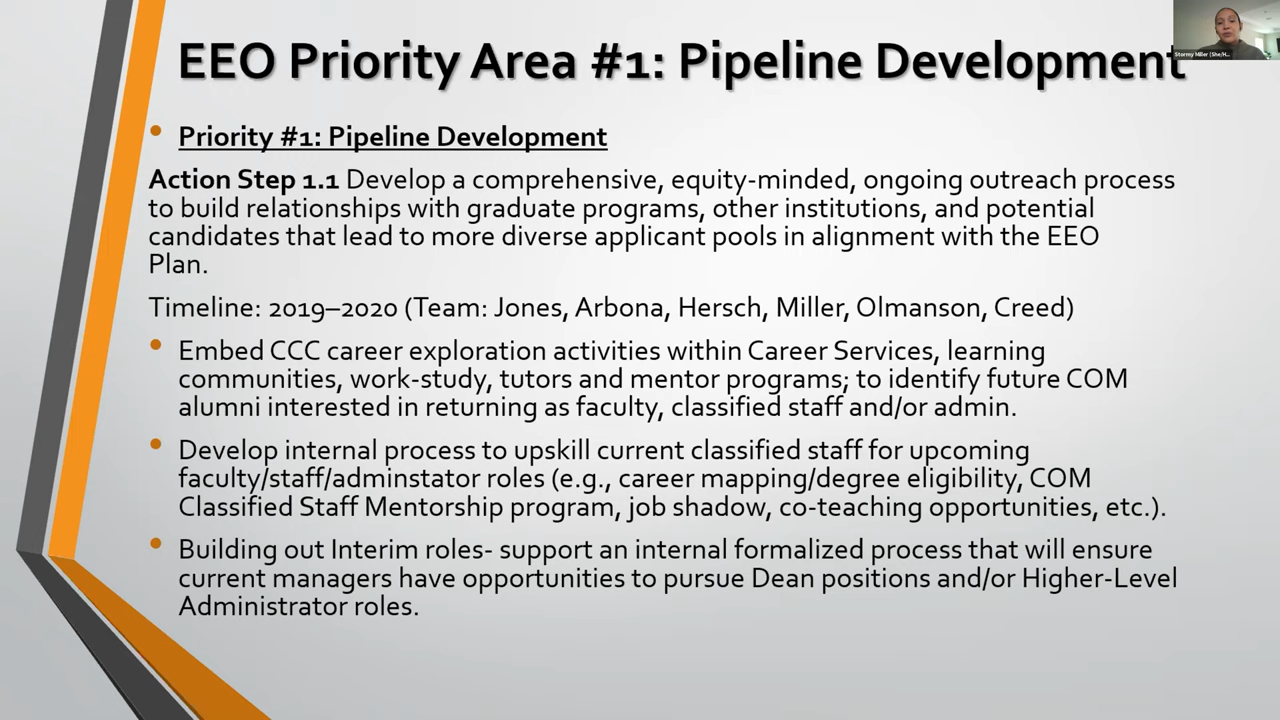 EEO Priority Area #1: Pipeline Development
Stormy Miller (She/H...
• Priority #1: Pipeline Development
Action Step 1.1 Develop a comprehensive, equity-minded, ongoing outreach process
to build relationships with graduate programs, other institutions, and potential
candidates that lead to more diverse applicant pools in alignment with the EEO
Plan.
Timeline: 2019–2020 (Team: Jones, Arbona, Hersch, Miller, Olmanson, Creed)
• Embed CCC career exploration activities within Career Services, learning
communities, work-study, tutors and mentor programs; to identify future COM
alumni interested in returning as faculty, classified staff and/or admin.
• Develop internal process to upskill current classified staff for upcoming
faculty/staff/adminstator roles (e.g., career mapping/degree eligibility, COM
Classified Staff Mentorship program, job shadow, co-teaching opportunities, etc.).
• Building out Interim roles- support an internal formalized process that will ensure
current managers have opportunities to pursue Dean positions and/or Higher-Level
Administrator roles.